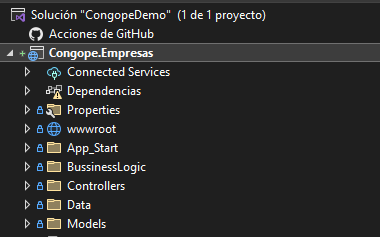 Solución "CongopeDemo" (1 de 1 proyecto)
Acciones de GitHub
Congope.Empresas
Connected Services
Dependencias
Properties
wwwroot
App_Start
BussinessLogic
Controllers
Data
Models